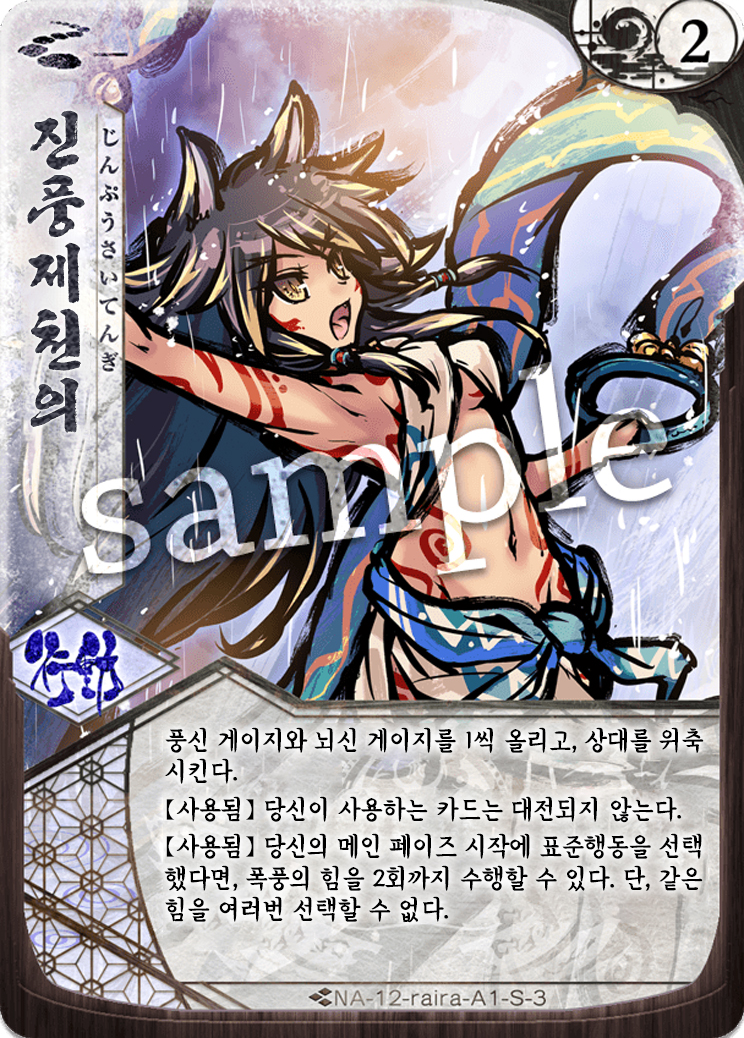 2
진풍제천의
じんぷうさいてんぎ
sample
行動
풍신 게이지와 뇌신 게이지를 1씩 올리고, 상대를 위축
시킨다.
【사용됨】 당신이 사용하는 카드는 대전되지 않는다.
【사용됨】 당신의 메인 페이즈 시작에 표준행동을 선택
했다면, 폭풍의 힘을 2회까지 수행할 수 있다. 단, 같은
힘을 여러번 선택할 수 없다.
NA-12-raira-A1-S-3